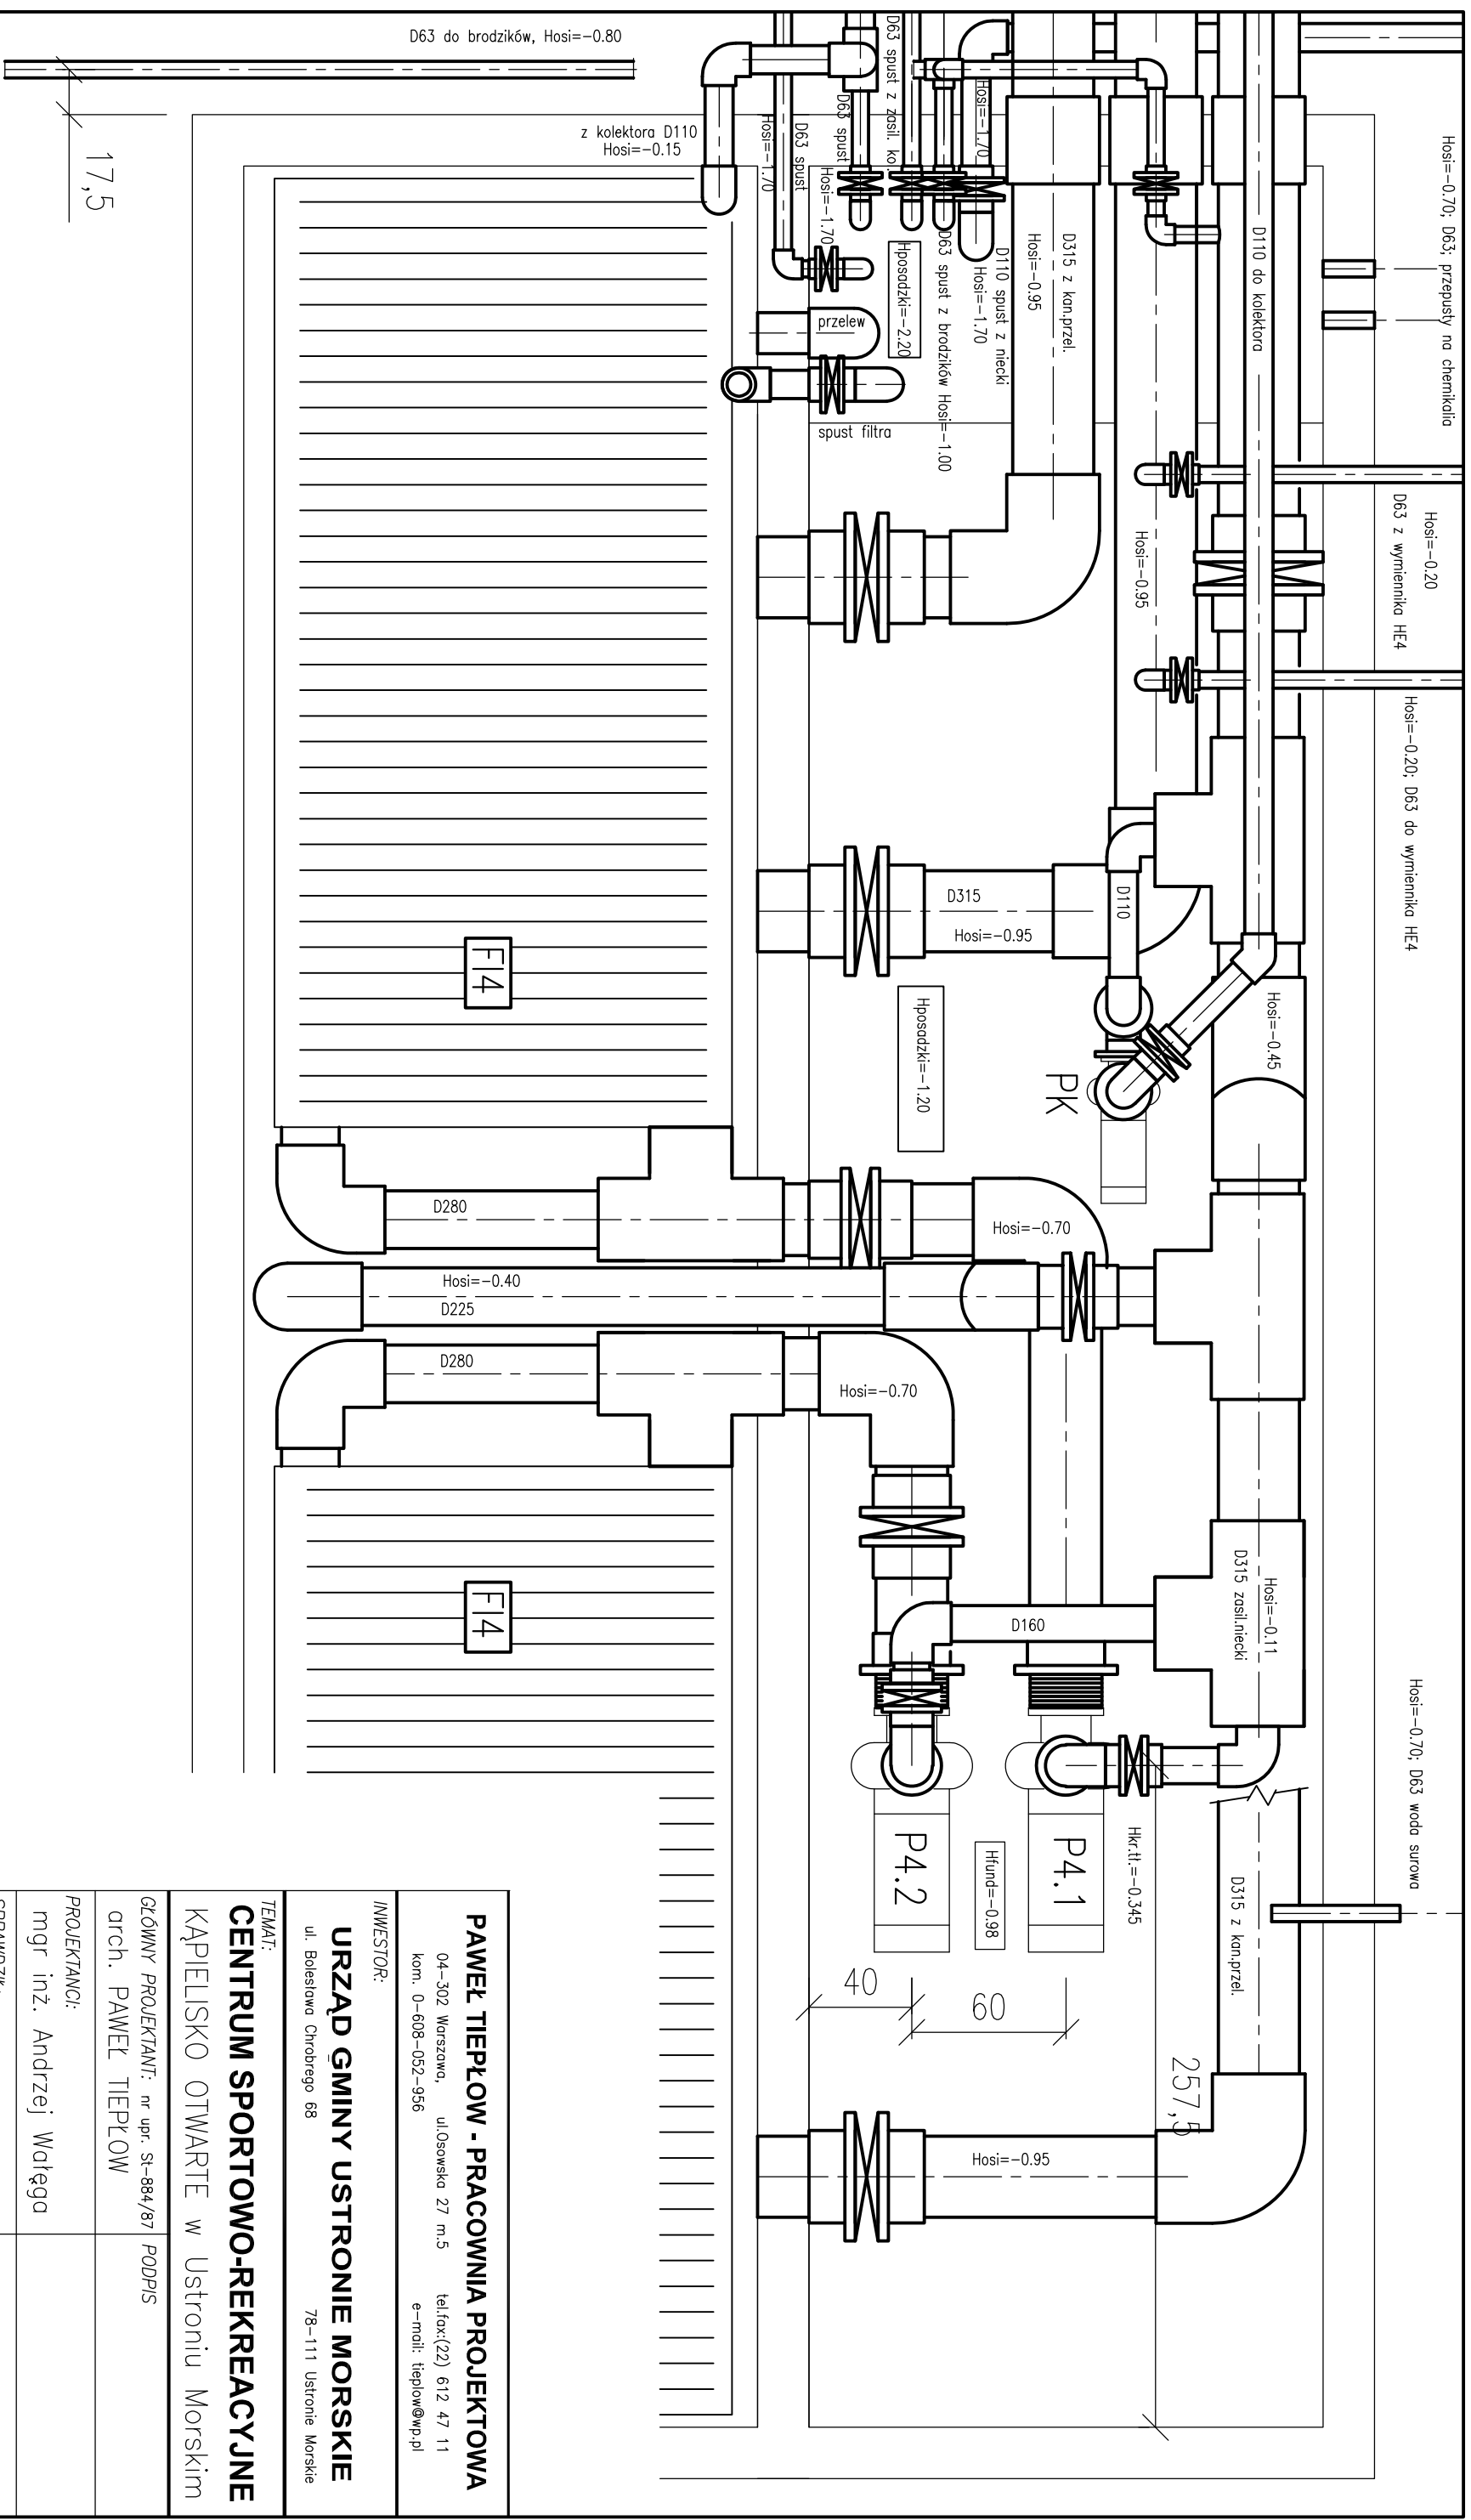 D63 do brodzików, Hosi=-0.80
17,5
z kolektora D110
Hosi=-0.15
Hosi=-1.70
D63 spust
Hosi=-1.70
D63 spust
D63 spust z zasil. ko
Hosi=-1.70
Hposadzki=-2.20
D63 spust z brodzików Hosi=-1.00
D110 spust z niecki
Hosi=-1.70
przelew
spust filtra
D315 z kan.przel.
Hosi=-0.95
D110 do kolektora
Hosi=-0.70; D63; przepusty na chemikalia
Hosi=-0.20
D63 z wymiennika HE4
Hosi=-0.95
Hosi=-0.20; D63 do wymiennika HE4
D315
Hosi=-0.95
D110
Hosi=-0.45
PK
Hposadzki=-1.20
FI4
D280
Hosi=-0.70
Hosi=-0.40
D225
D280
Hosi=-0.70
FI4
D160
Hosi=-0.11
D315 zasil.niecki
Hosi=-0.70; D63 woda surowa
P4.2
P4.1
Hfund=-0.98
Hkr.tł.=-0.345
D315 z kan.przel.
40
60
257,5
Hosi=-0.95
PAWEŁ TIEPŁOW - PRACOWNIA PROJEKTOWA
04-302 Warszawa, ul.Osowska 27 m.5 tel.fax:(22) 612 47 11
kom. 0-608-052-956 e-mail: tieplow@wp.pl
INWESTOR:
URZĄD GMINY USTRONIE MORSKIE
ul. Bolesława Chrobrego 68 78-111 Ustronie Morskie
TEMAT:
CENTRUM SPORTOWO-REKREACYJNE
KĄPIELISKO OTWARTE w Ustroniu Morskim
GŁÓWNY PROJEKTANT: nr upr. St-884/87 PODPIS
arch. PAWEŁ TIEPŁOW
PROJEKTANCI:
mgr inż. Andrzej Wałęga